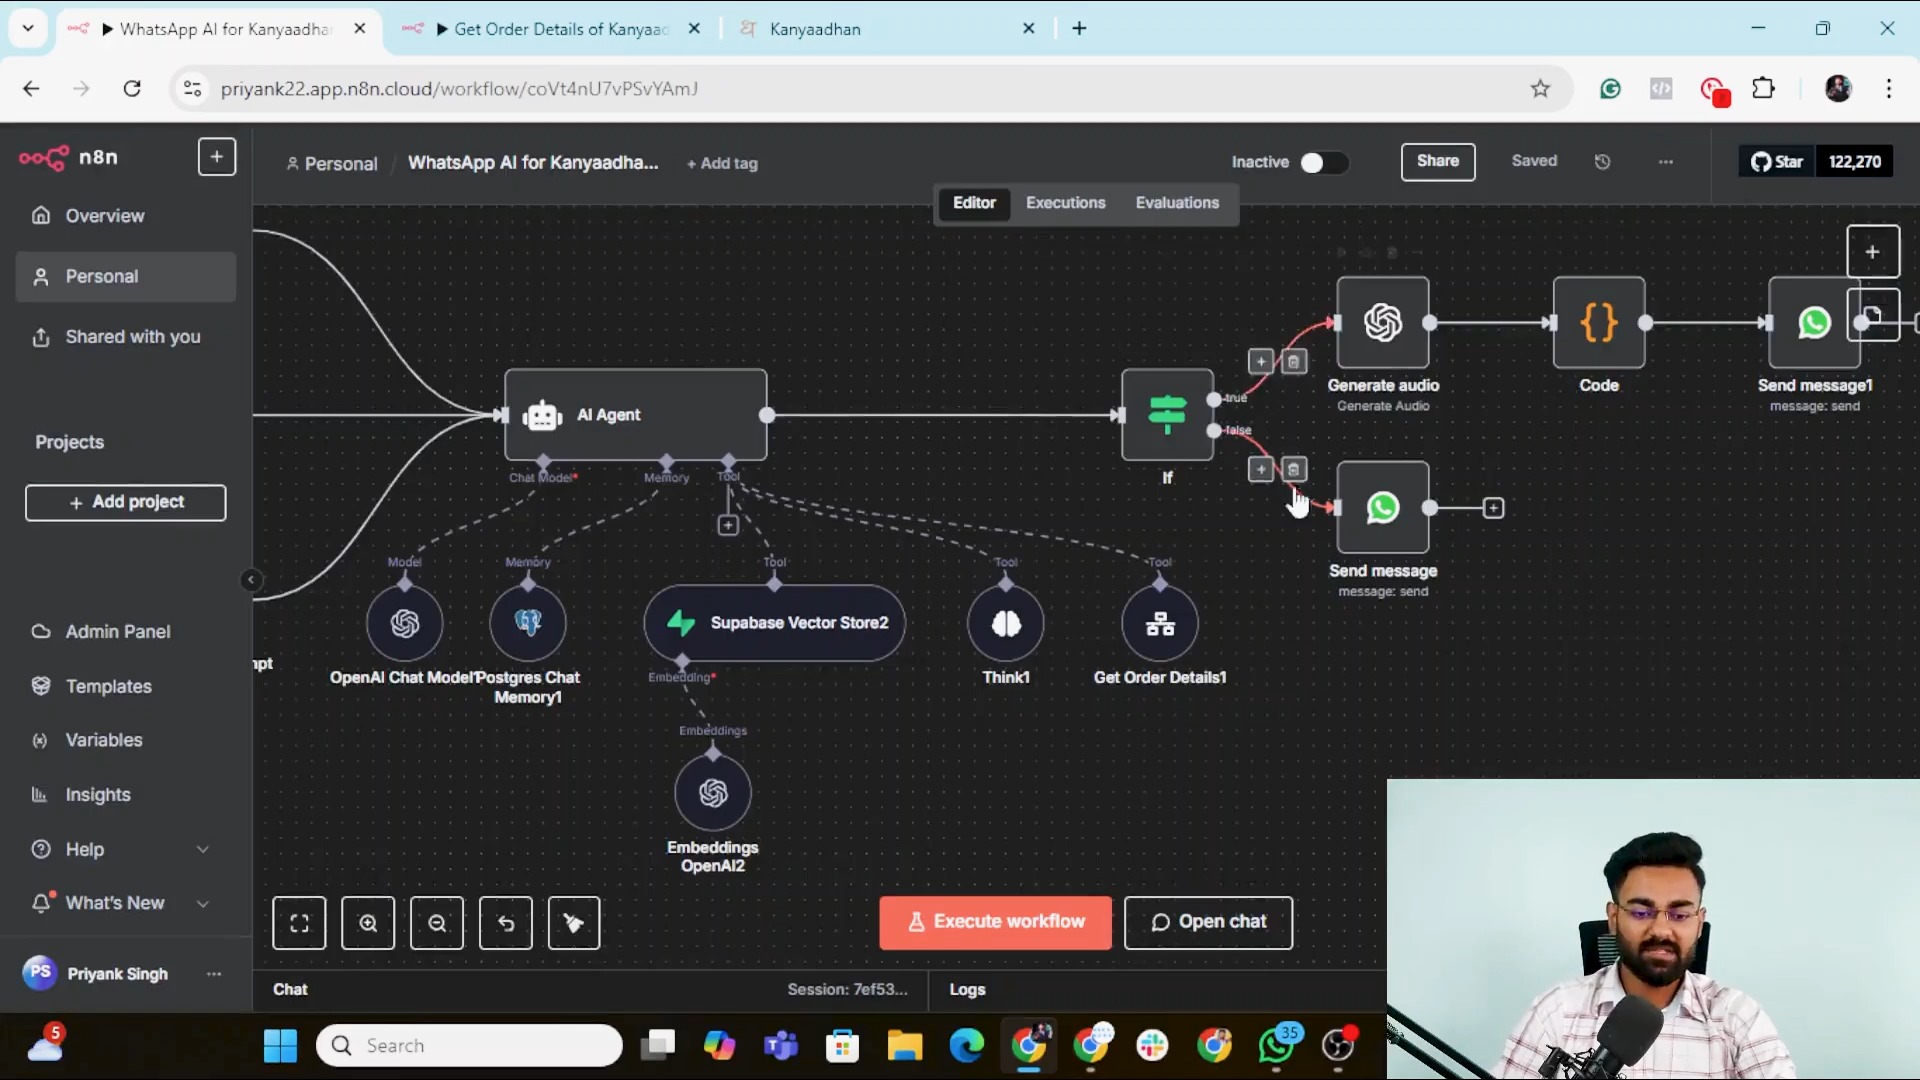 WhatsApp AI for Kanyaadha
Get Order Details of Kanyaa
Kanyaadhan
priyank22.app.n8n.cloud/workflow/coVt4nU7vPSvYAmJ
n8n
Personal / WhatsApp AI for Kanyaadha... + Add tag
Inactive
Share
Saved
Star 122,270
Editor
Executions
Evaluations
Overview
Personal
Shared with you
Projects
+ Add project
Admin Panel
Templates
Variables
Insights
Help
What's New
PS
Priyank Singh
AI Agent
Chat Model*
Memory
Tool
true
false
If
Generate audio
Generate Audio
Code
Send message1
message: send
Send message
message: send
Model
Memory
Tool
Tool
Tool
OpenAI Chat Model1
Postgres Chat
Memory1
Supabase Vector Store2
Think1
Get Order Details1
Embedding*
Embeddings
Embeddings
OpenAI2
Execute workflow
Open chat
Chat
Session: 7ef53...
Logs
5
Search
35